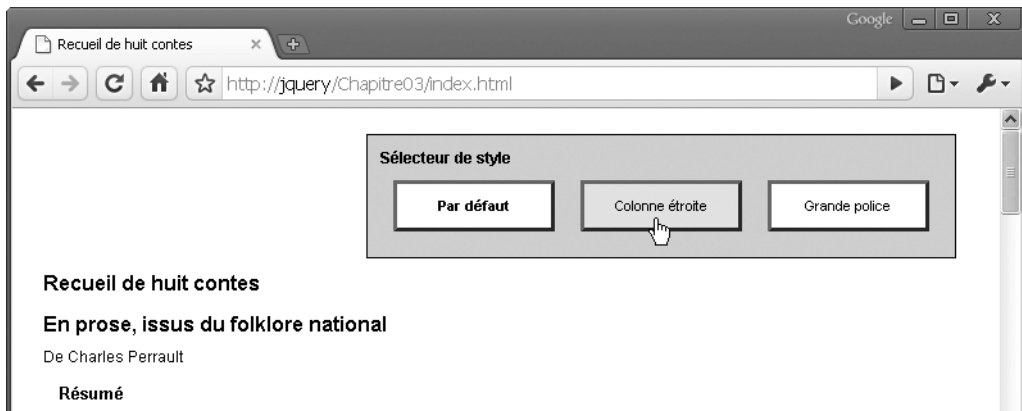 Google
Recueil de huit contes
http://jquery/Chapitre03/index.html
Sélecteur de style
Par défaut
Colonne étroite
Grande police
Recueil de huit contes
En prose, issus du folklore national
De Charles Perrault
Résumé